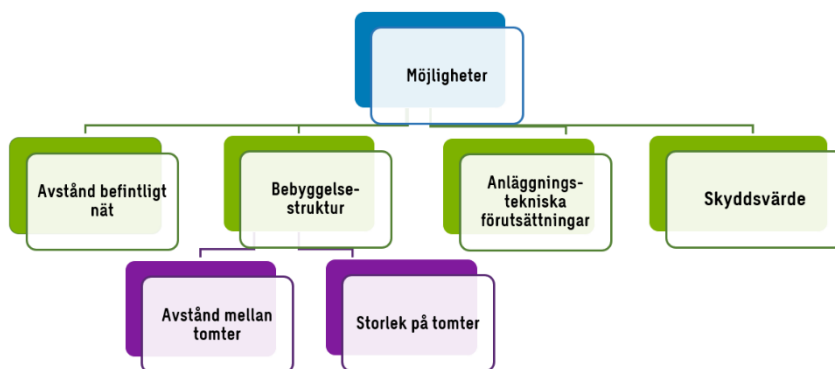 Möjligheter
Avstånd befintligt
nät
Bebyggelse-
struktur
Anläggnings-
tekniska
förutsättningar
Skyddsvärde
Avstånd mellan
tomter
Storlek på tomter